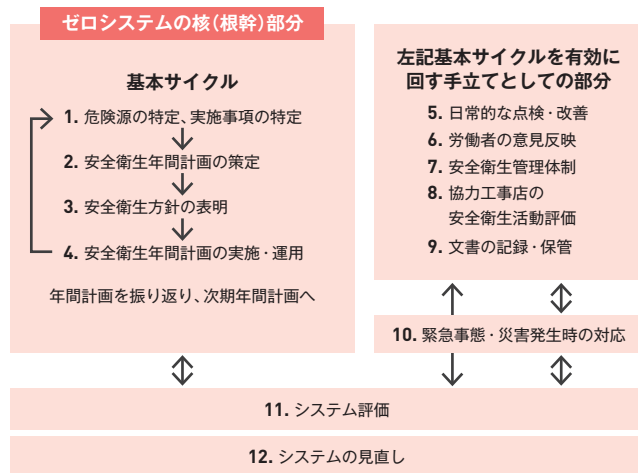 ゼロシステムの核（根幹）部分
基本サイクル
1. 危険源の特定、実施事項の特定
2. 安全衛生年間計画の策定
3. 安全衛生方針の表明
4. 安全衛生年間計画の実施・運用
年間計画を振り返り、次期年間計画へ
左記基本サイクルを有効に
回す手立てとしての部分
5. 日常的な点検・改善
6. 労働者の意見反映
7. 安全衛生管理体制
8. 協力工事店の
安全衛生活動評価
9. 文書の記録・保管
10. 緊急事態・災害発生時の対応
11. システム評価
12. システムの見直し